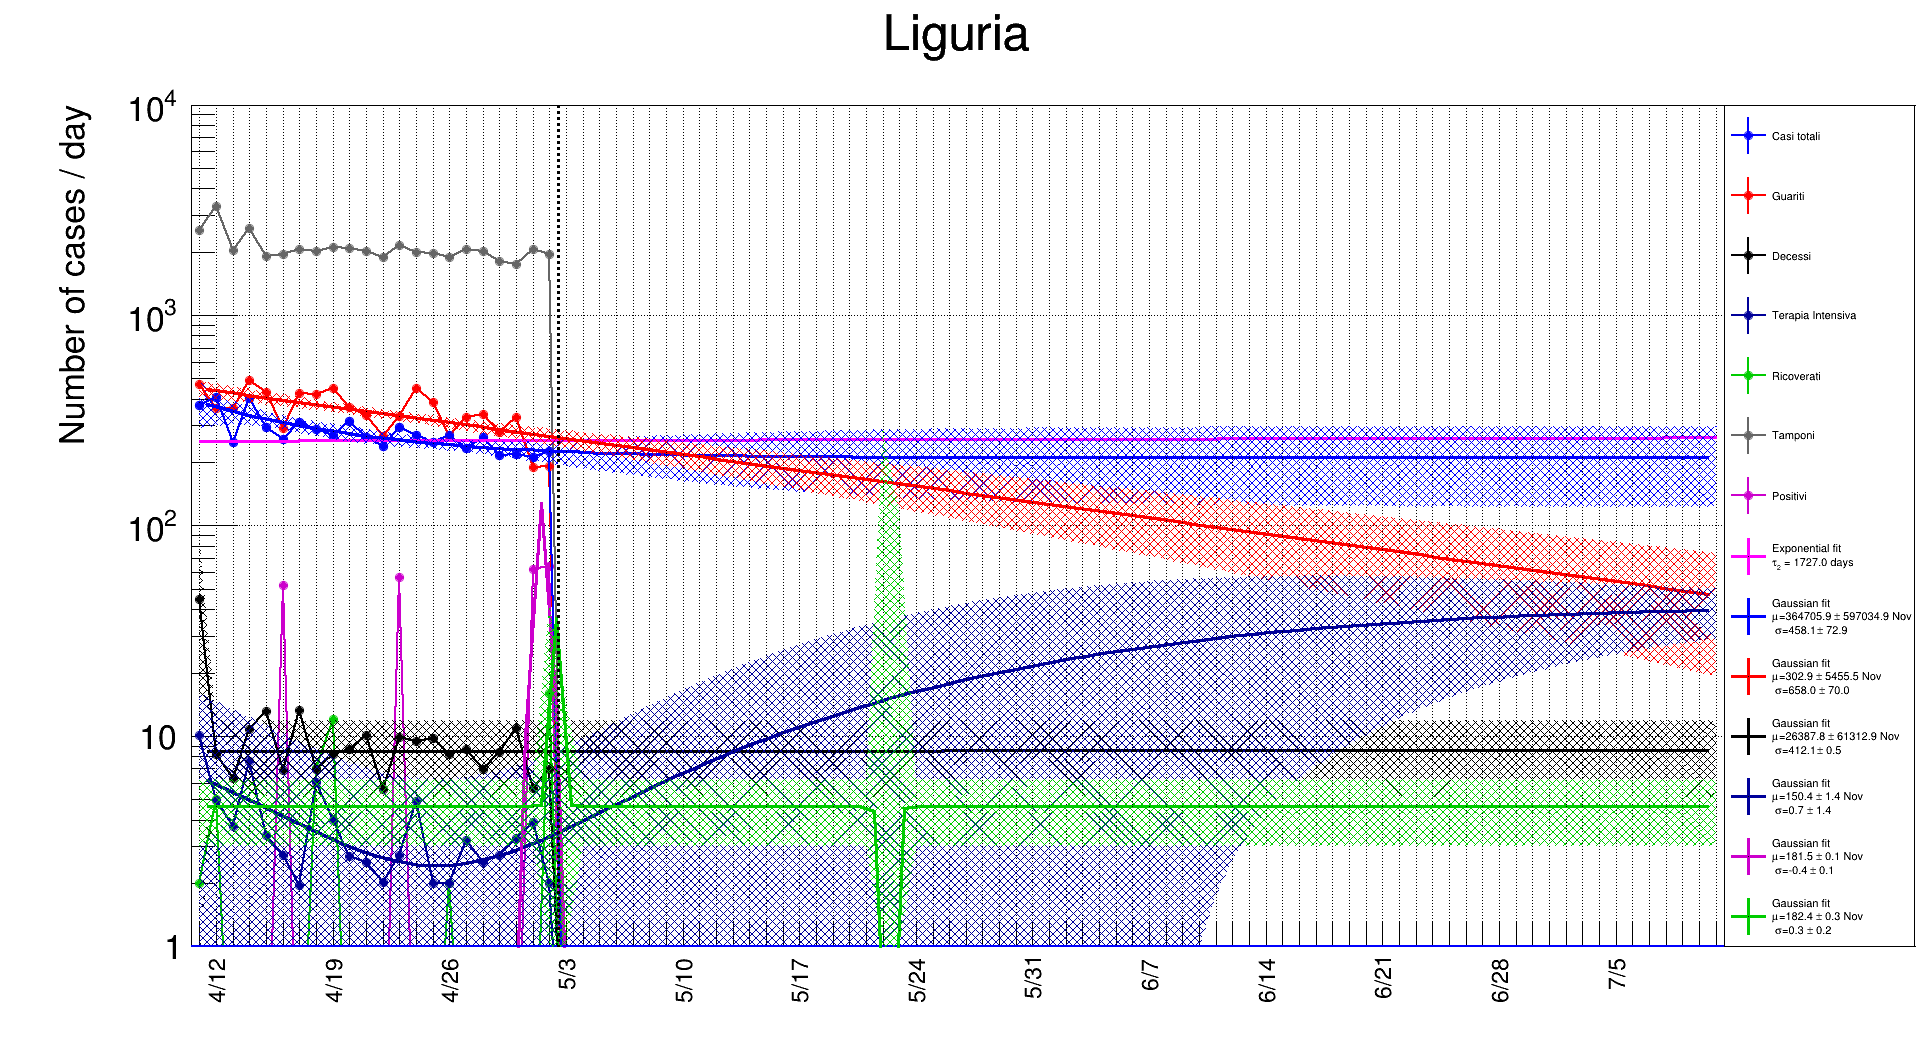 Liguria
Number of cases / day
10⁴
10³
10²
10
1
4/12
4/19
4/26
5/3
5/10
5/17
5/24
5/31
6/7
6/14
6/21
6/28
7/5
Casi totali
Guariti
Decessi
Terapia Intensiva
Ricoverati
Tamponi
Positivi
Exponential fit
τ₂ = 1727.0 days
Gaussian fit
μ=364705.9 ± 597034.9 Nov
σ=458.1 ± 72.9
Gaussian fit
μ=302.9 ± 5455.5 Nov
σ=658.0 ± 70.0
Gaussian fit
μ=26387.8 ± 61312.9 Nov
σ=412.1 ± 0.5
Gaussian fit
μ=150.4 ± 1.4 Nov
σ=0.7 ± 1.4
Gaussian fit
μ=181.5 ± 0.1 Nov
σ=-0.4 ± 0.1
Gaussian fit
μ=182.4 ± 0.3 Nov
σ=0.3 ± 0.2